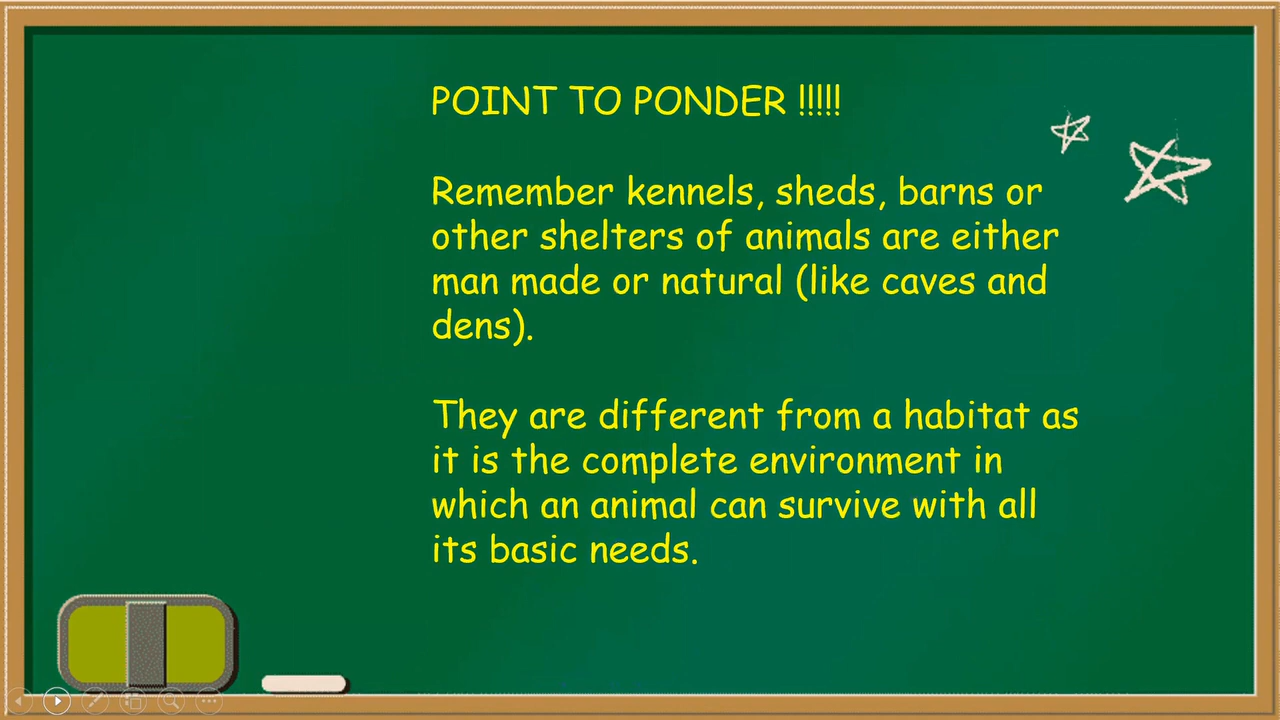 POINT TO PONDER !!!!!
Remember kennels, sheds, barns or
other shelters of animals are either
man made or natural (like caves and
dens).
They are different from a habitat as
it is the complete environment in
which an animal can survive with all
its basic needs.